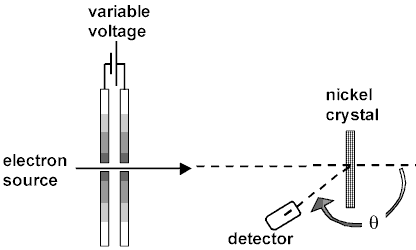 variable
voltage
nickel
crystal
electron
source
θ
detector